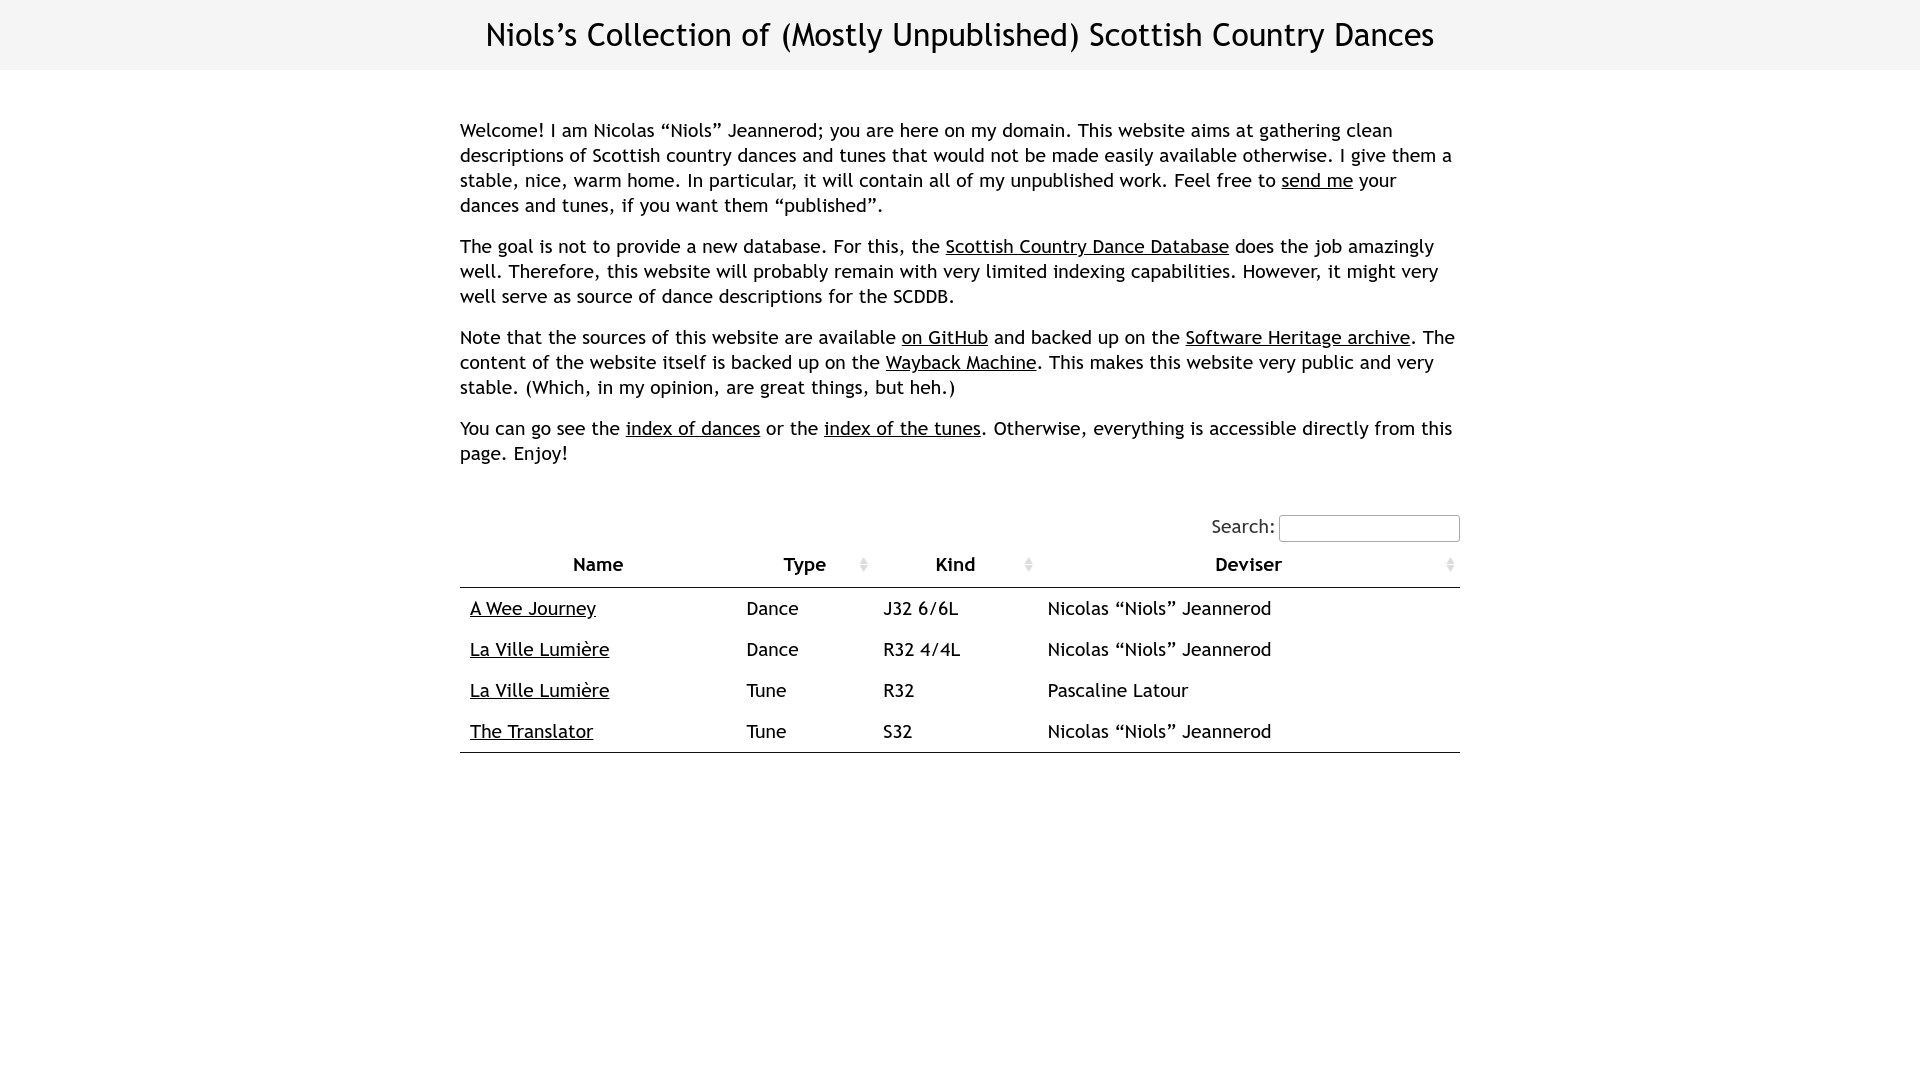 Niols’s Collection of (Mostly Unpublished) Scottish Country Dances
Welcome! I am Nicolas “Niols” Jeannerod; you are here on my domain. This website aims at gathering clean
descriptions of Scottish country dances and tunes that would not be made easily available otherwise. I give them a
stable, nice, warm home. In particular, it will contain all of my unpublished work. Feel free to send me your
dances and tunes, if you want them “published”.
The goal is not to provide a new database. For this, the Scottish Country Dance Database does the job amazingly
well. Therefore, this website will probably remain with very limited indexing capabilities. However, it might very
well serve as source of dance descriptions for the SCDDB.
Note that the sources of this website are available on GitHub and backed up on the Software Heritage archive. The
content of the website itself is backed up on the Wayback Machine. This makes this website very public and very
stable. (Which, in my opinion, are great things, but heh.)
You can go see the index of dances or the index of the tunes. Otherwise, everything is accessible directly from this
page. Enjoy!
Search:
Name Type Kind Deviser
A Wee Journey Dance J32 6/6L Nicolas “Niols” Jeannerod
La Ville Lumière Dance R32 4/4L Nicolas “Niols” Jeannerod
La Ville Lumière Tune R32 Pascaline Latour
The Translator Tune S32 Nicolas “Niols” Jeannerod